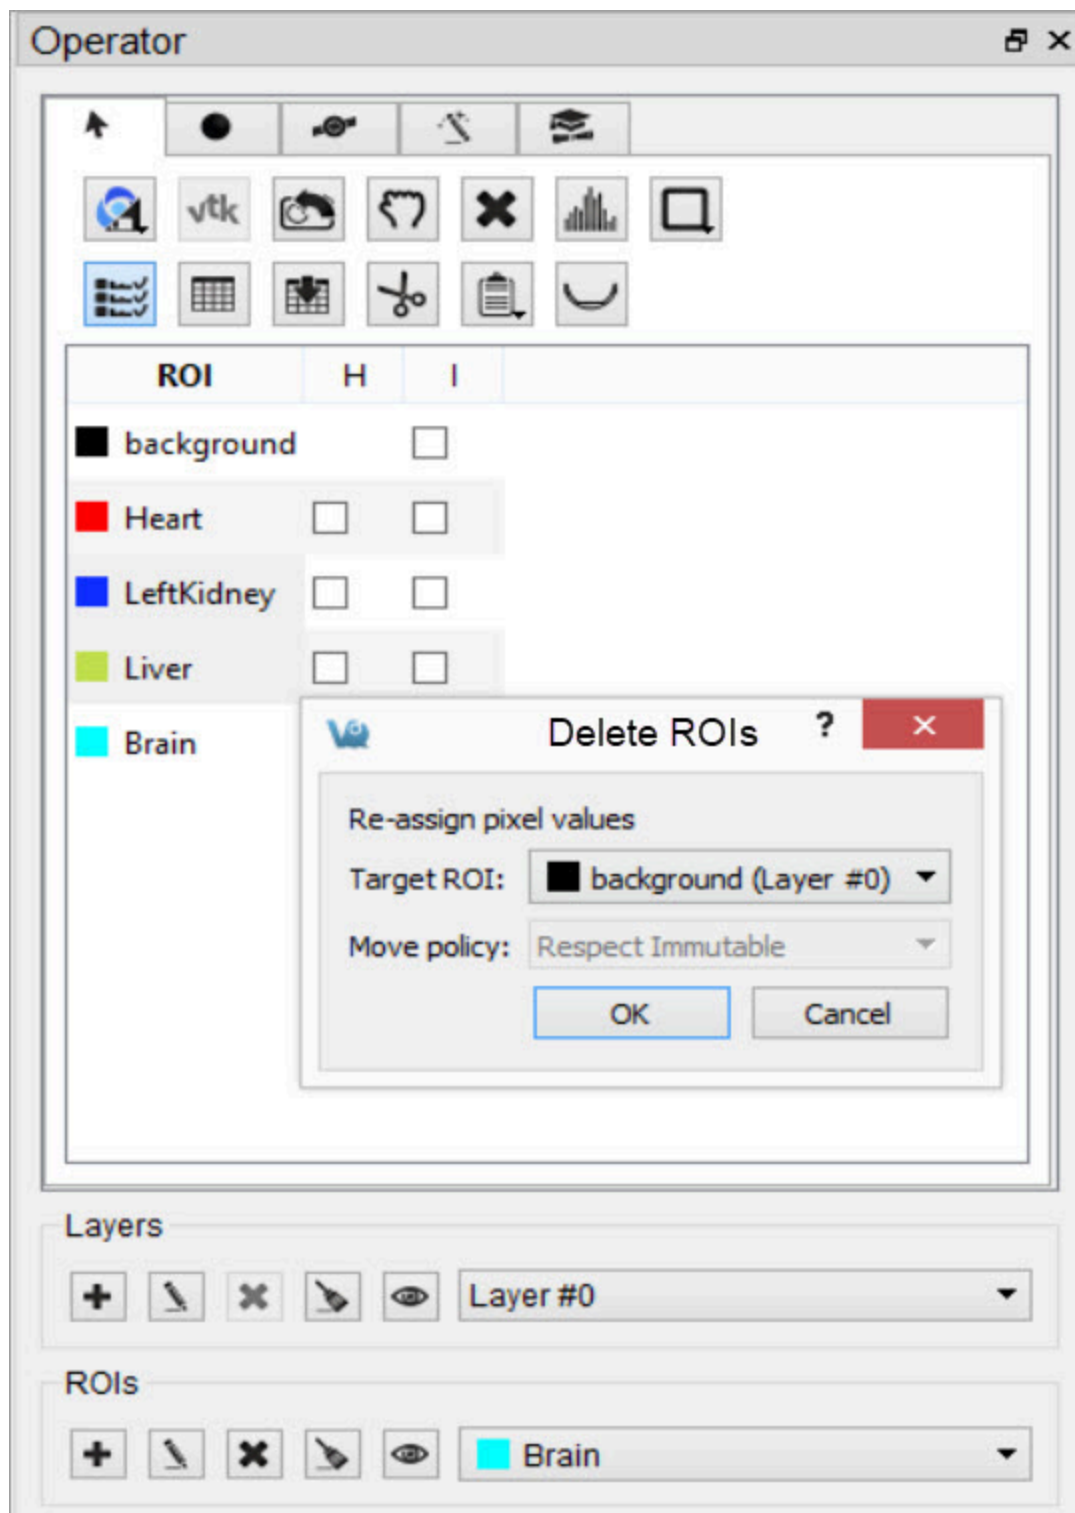 Operator
vtk
ROI H I
background
Heart
LeftKidney
Liver
Brain
Delete ROIs ?
Re-assign pixel values
Target ROI: background (Layer #0)
Move policy: Respect Immutable
OK Cancel
Layers
Layer #0
ROIs
Brain